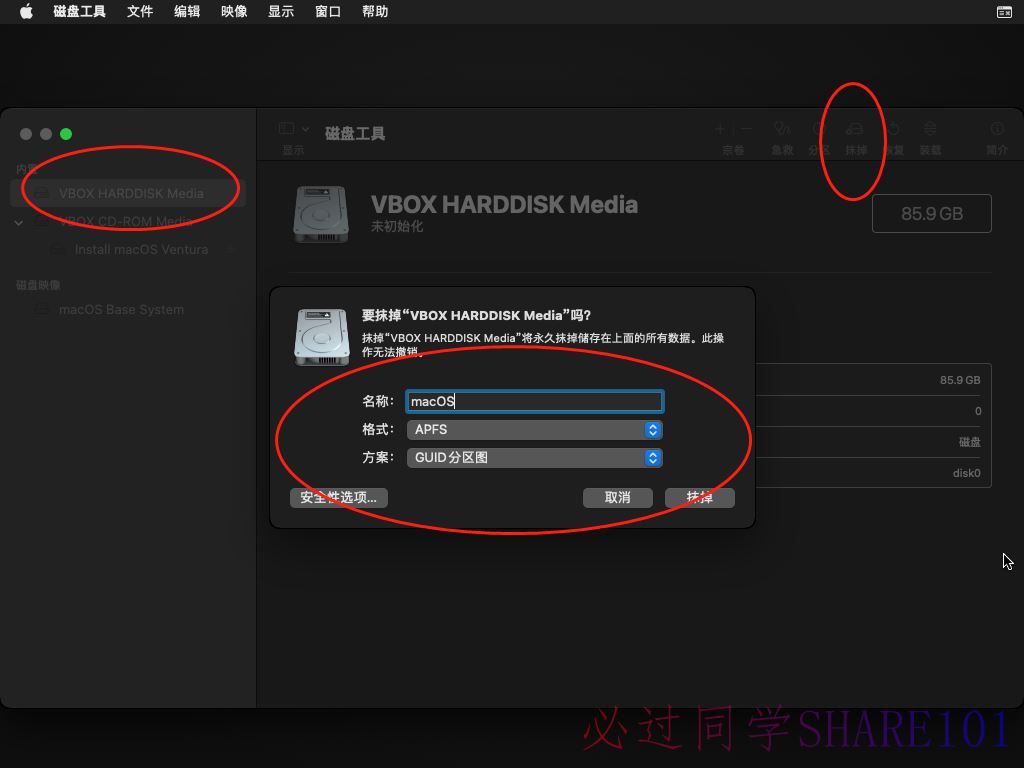 磁盘工具 文件 编辑 映像 显示 窗口 帮助
磁盘工具
显示
宗卷 急救 分区 抹掉 恢复 装载 简介
内置
VBOX HARDDISK Media
VBOX CD-ROM Media
Install macOS Ventura
磁盘映像
macOS Base System
VBOX HARDDISK Media
未初始化
85.9 GB
要抹掉“VBOX HARDDISK Media”吗?
抹掉“VBOX HARDDISK Media”将永久抹掉储存在上面的所有数据。此操
作无法撤销。
名称: macOS
格式: APFS
方案: GUID 分区图
安全性选项... 取消 抹掉
85.9 GB
0
磁盘
disk0
必过同学SHARE101